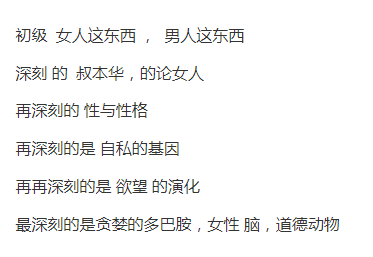 初级 女人这东西 ， 男人这东西
深刻 的 叔本华，的论女人
再深刻的 性与性格
再深刻的是 自私的基因
再再深刻的是 欲望 的演化
最深刻的是贪婪的多巴胺，女性 脑，道德动物